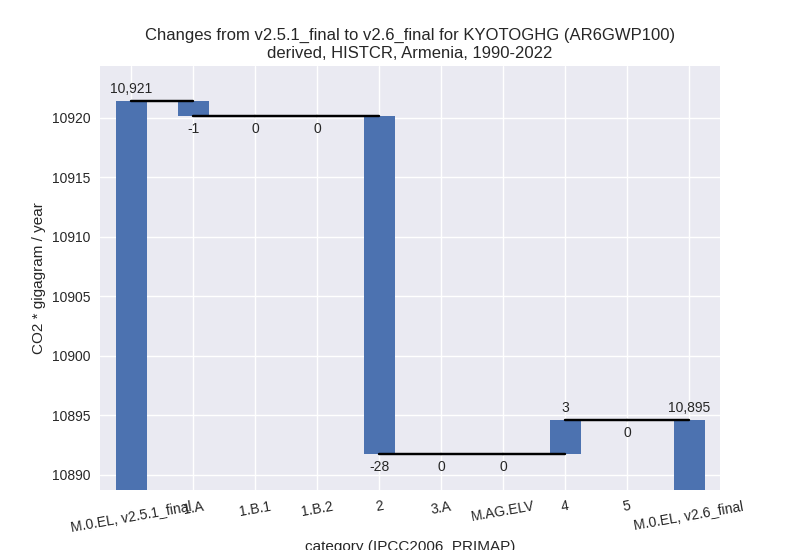 Changes from v2.5.1_final to v2.6_final for KYOTOGHG (AR6GWP100)
derived, HISTCR, Armenia, 1990-2022
10,921
-1
0
0
-28
0
0
3
0
10,895
10920
10915
10910
10905
10900
10895
10890
CO2 * gigagram / year
M.0.EL, v2.5.1_final
1.A
1.B.1
1.B.2
2
3.A
M.AG.ELV
4
5
M.0.EL, v2.6_final
category (IPCC2006_PRIMAP)